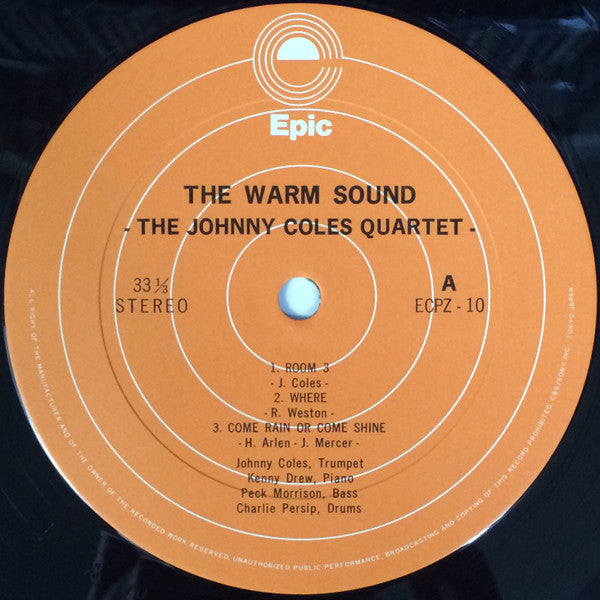 Epic
THE WARM SOUND
- THE JOHNNY COLES QUARTET -
33 1/3
STEREO
A
ECPZ - 10
1. ROOM 3
- J. Coles -
2. WHERE
- R. Weston -
3. COME RAIN OR COME SHINE
- H. Arlen - J. Mercer -
Johnny Coles, Trumpet
Kenny Drew, Piano
Peck Morrison, Bass
Charlie Persip, Drums
ALL RIGHT OF THE MANUFACTURER AND OF THE OWNER OF THE RECORDED WORK RESERVED. UNAUTHORIZED PUBLIC PERFORMANCE, BROADCASTING AND COPYING OF THIS RECORD PROHIBITED. CBS/SONY INC. TOKYO JAPAN